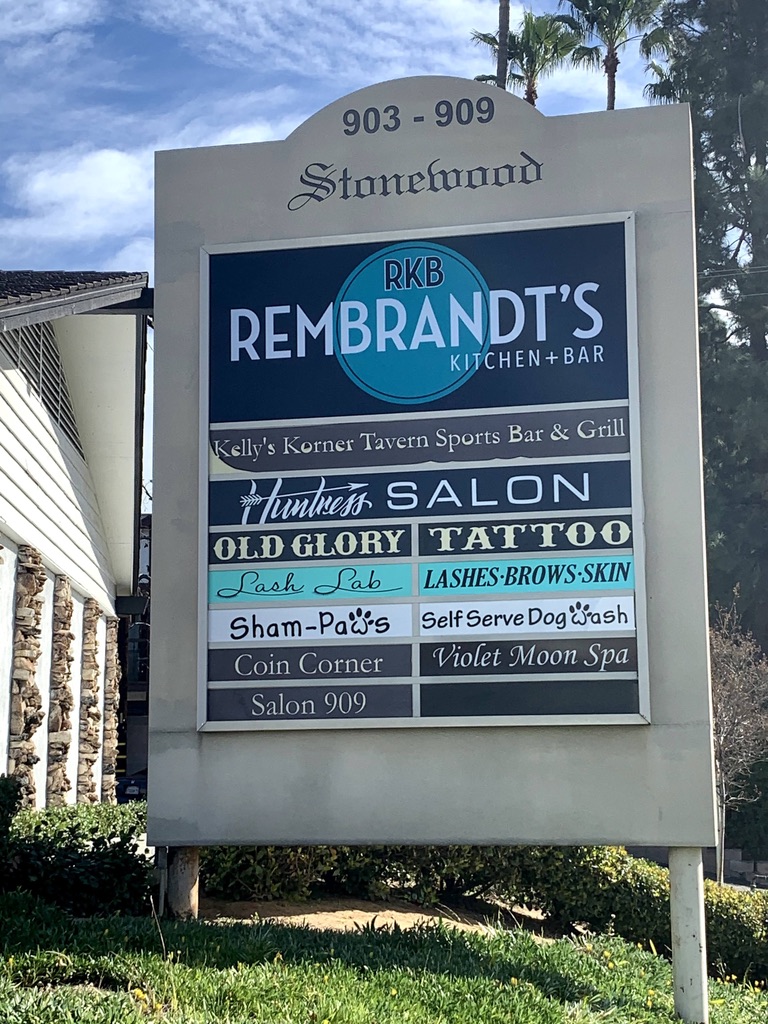 903 - 909
Stonewood
RKB
REMBRANDT'S
KITCHEN+BAR
Kelly's Korner Tavern Sports Bar & Grill
Huntress SALON
OLD GLORY TATTOO
Lash Lab LASHES·BROWS·SKIN
Sham-Paws Self Serve Dog Wash
Coin Corner Violet Moon Spa
Salon 909